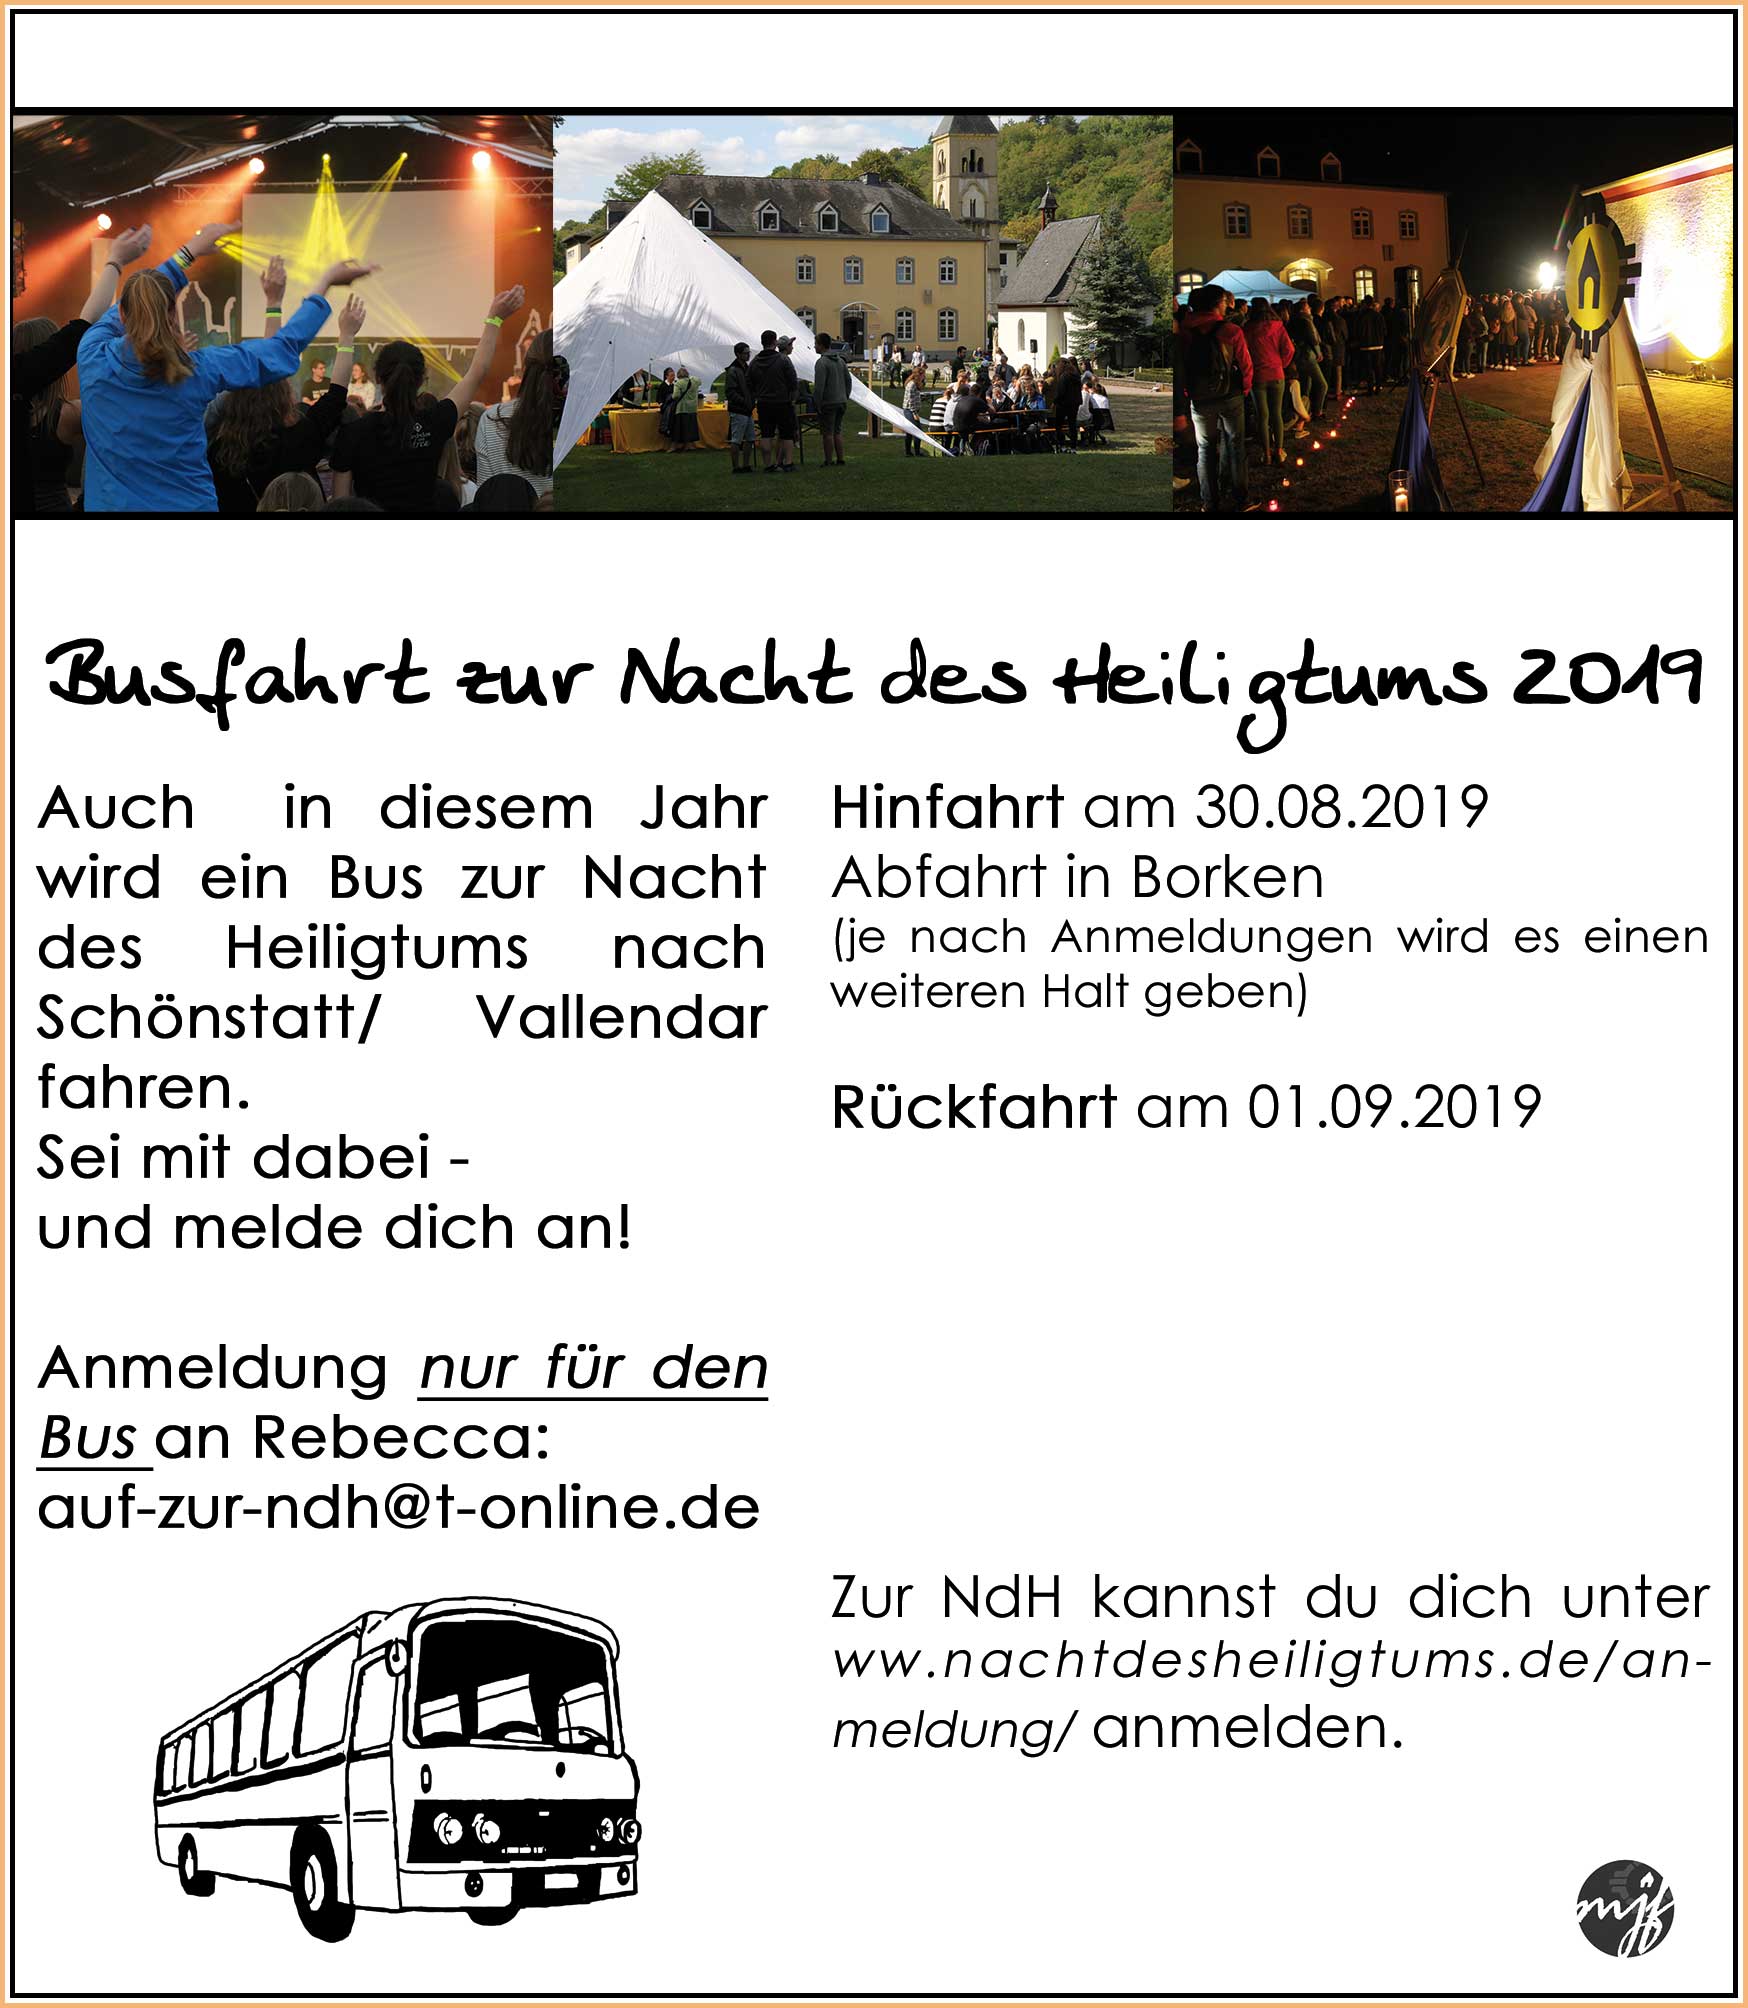 Busfahrt zur Nacht des Heiligtums 2019
Auch in diesem Jahr
wird ein Bus zur Nacht
des Heiligtums nach
Schönstatt/ Vallendar
fahren.
Sei mit dabei -
und melde dich an!
Anmeldung nur für den
Bus an Rebecca:
auf-zur-ndh@t-online.de
Hinfahrt am 30.08.2019
Abfahrt in Borken
(je nach Anmeldungen wird es einen
weiteren Halt geben)
Rückfahrt am 01.09.2019
Zur NdH kannst du dich unter
ww.nachtdesheiligtums.de/an-
meldung/ anmelden.
mjf